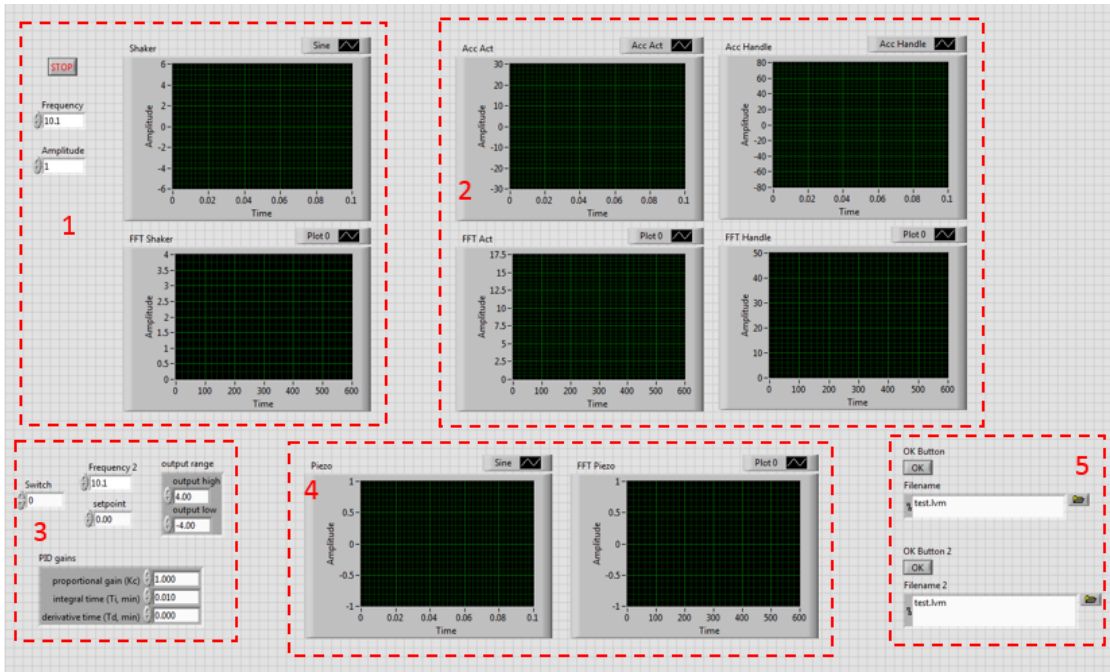 STOP
Frequency
10.1
Amplitude
1
1
Shaker
Sine
Amplitude
6
4
2
0
-2
-4
-6
0 0.02 0.04 0.06 0.08 0.1
Time
FFT Shaker
Plot 0
Amplitude
4
3.5
3
2.5
2
1.5
1
0.5
0
0 100 200 300 400 500 600
Time
2
Acc Act
Acc Act
Amplitude
30
20
10
0
-10
-20
-30
0 0.02 0.04 0.06 0.08 0.1
Time
Acc Handle
Acc Handle
Amplitude
80
60
40
20
0
-20
-40
-60
-80
0 0.02 0.04 0.06 0.08 0.1
Time
FFT Act
Plot 0
Amplitude
17.5
15
12.5
10
7.5
5
2.5
0
0 100 200 300 400 500 600
Time
FFT Handle
Plot 0
Amplitude
50
40
30
20
10
0
0 100 200 300 400 500 600
Time
Switch
0
3
Frequency 2
10.1
setpoint
0.00
output range
output high
4.00
output low
-4.00
PID gains
proportional gain (Kc) 1.000
integral time (Ti, min) 0.010
derivative time (Td, min) 0.000
4
Piezo
Sine
Amplitude
1
0.5
0
-0.5
-1
0 0.02 0.04 0.06 0.08 0.1
Time
FFT Piezo
Plot 0
Amplitude
1
0.5
0
-0.5
-1
0 100 200 300 400 500 600
Time
5
OK Button
OK
Filename
test.lvm
OK Button 2
OK
Filename 2
test.lvm